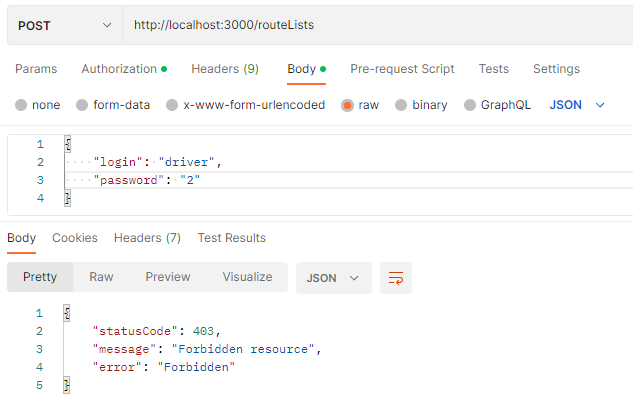 POST http://localhost:3000/routeLists
Params Authorization Headers (9) Body Pre-request Script Tests Settings
none form-data x-www-form-urlencoded raw binary GraphQL JSON
1 {
2 ····"login":·"driver",
3 ····"password":·"2"
4 }
Body Cookies Headers (7) Test Results
Pretty Raw Preview Visualize JSON
1 {
2 "statusCode": 403,
3 "message": "Forbidden resource",
4 "error": "Forbidden"
5 }